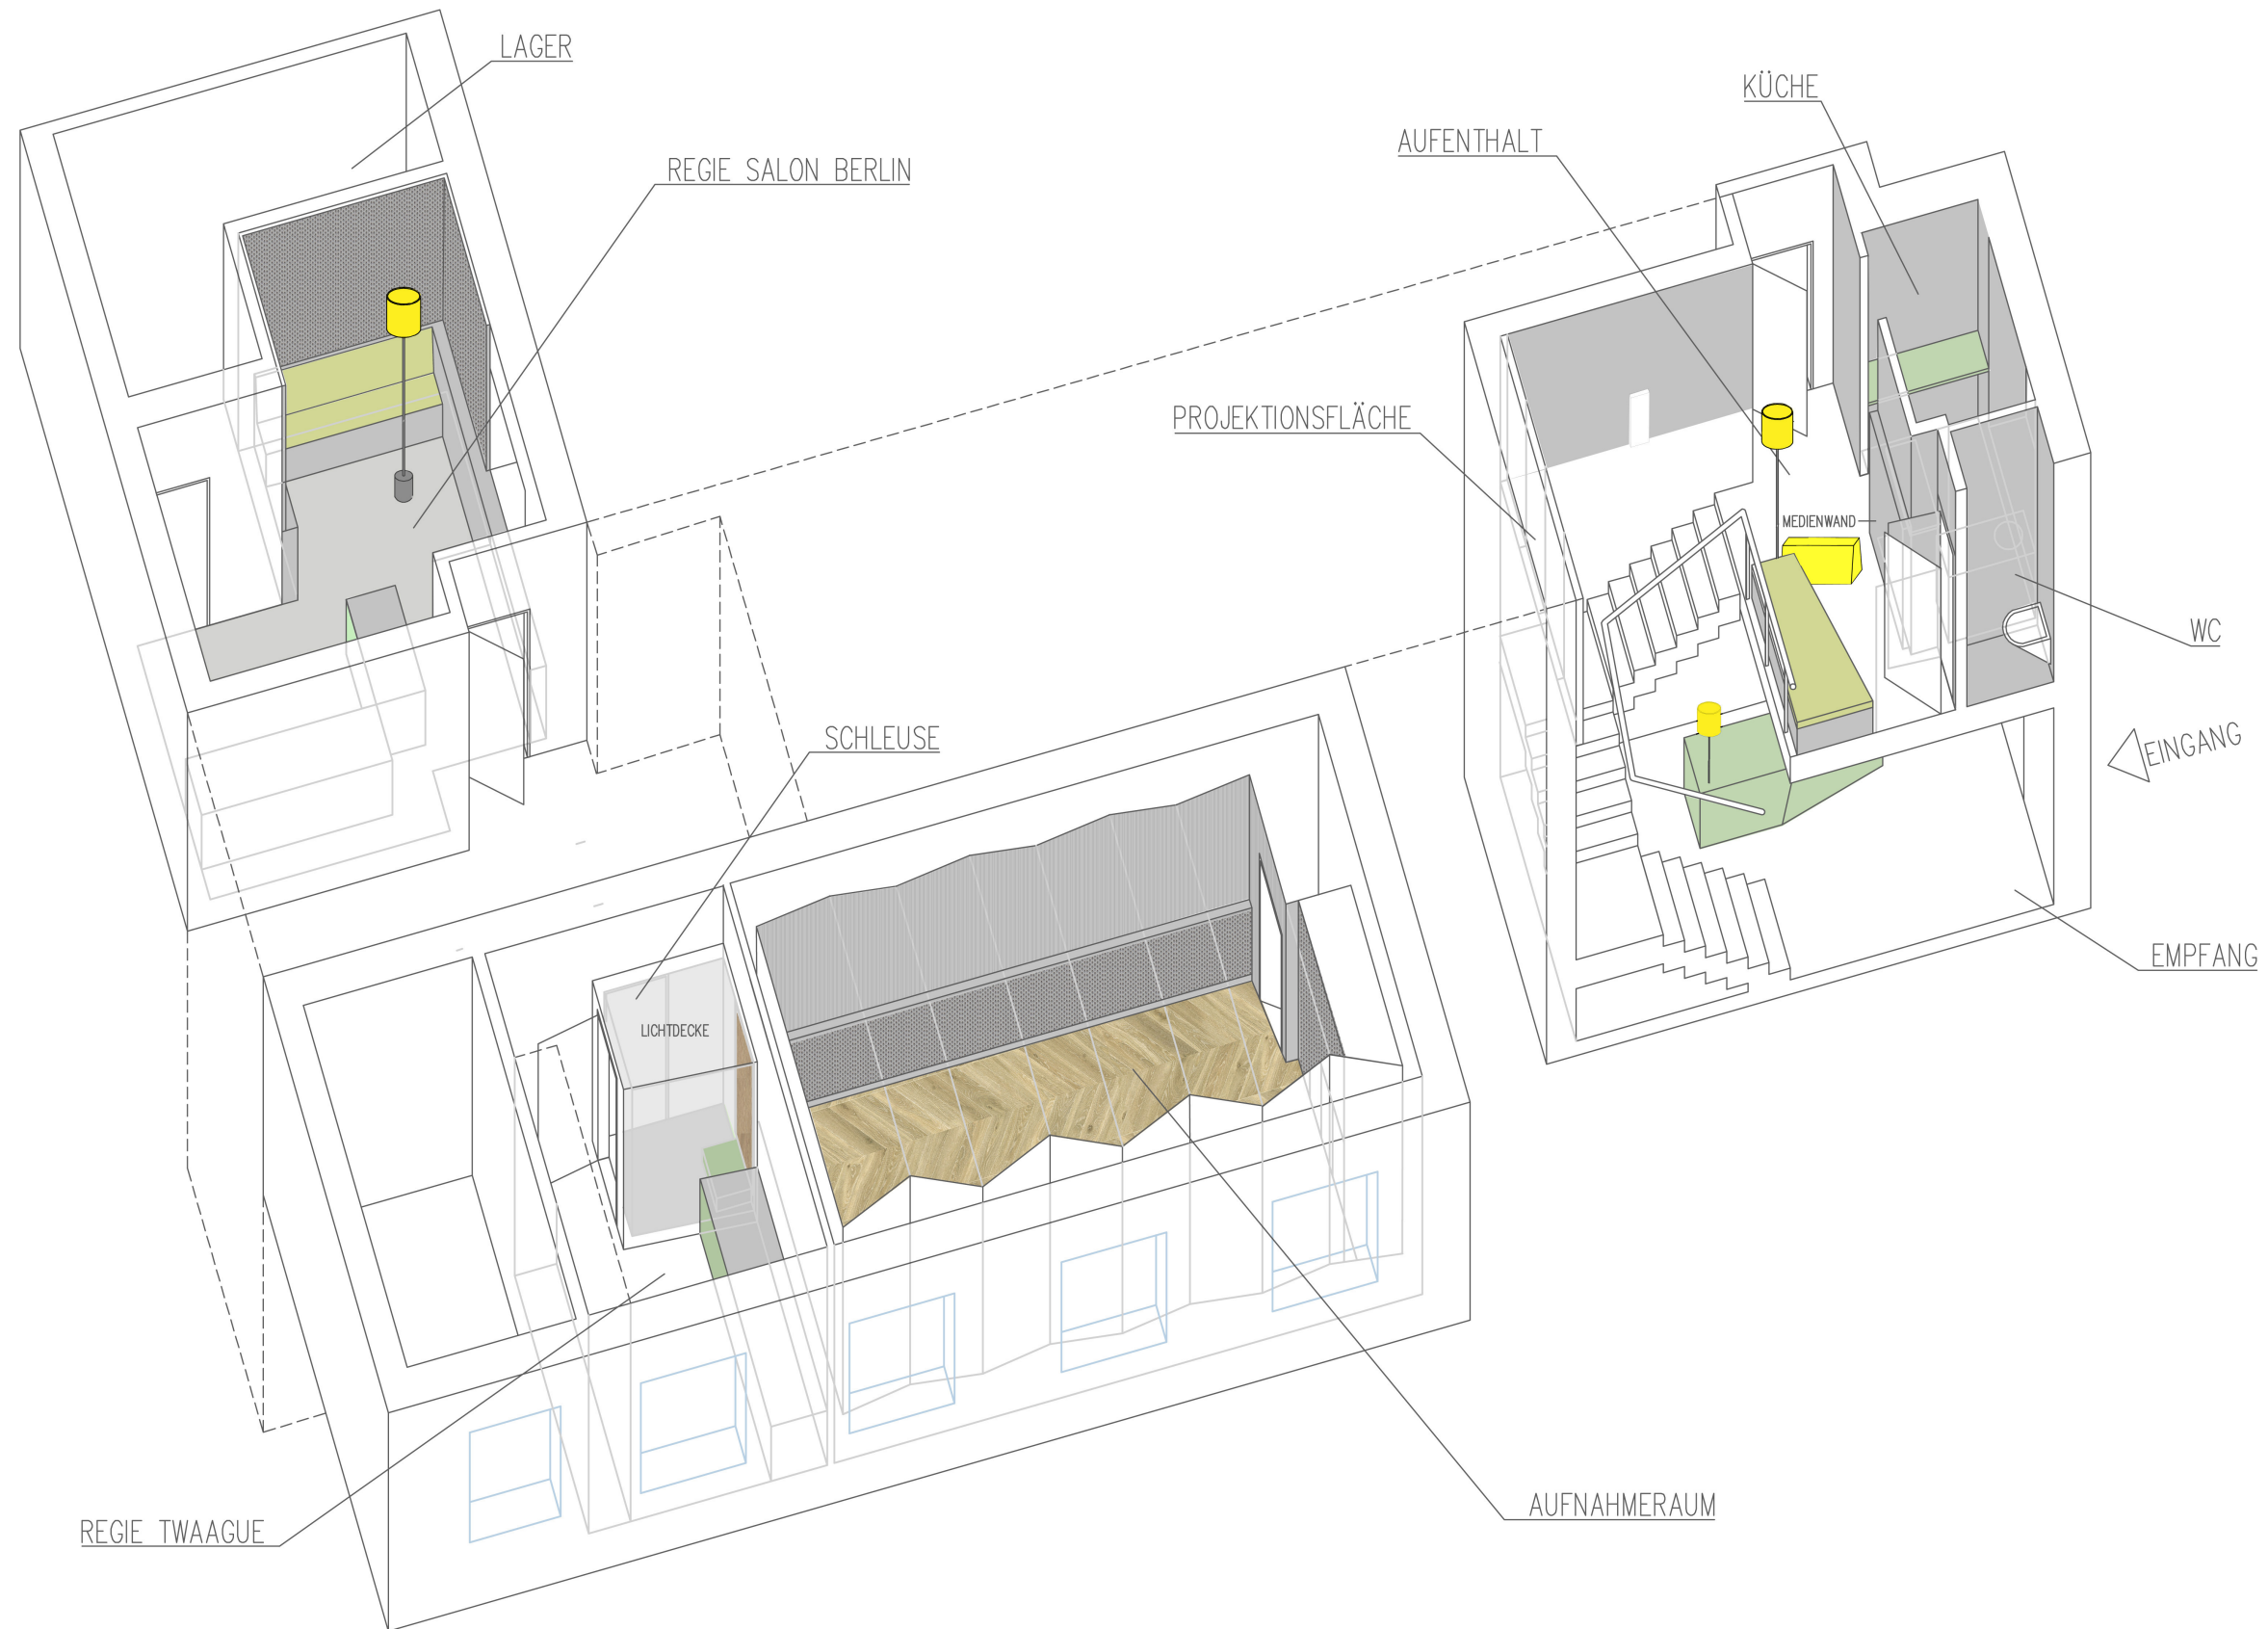 LAGER
KÜCHE
AUFENTHALT
REGIE SALON BERLIN
PROJEKTIONSFLÄCHE
MEDIENWAND
WC
SCHLEUSE
EINGANG
EMPFANG
LICHTDECKE
AUFNAHMERAUM
REGIE TWAAGUE